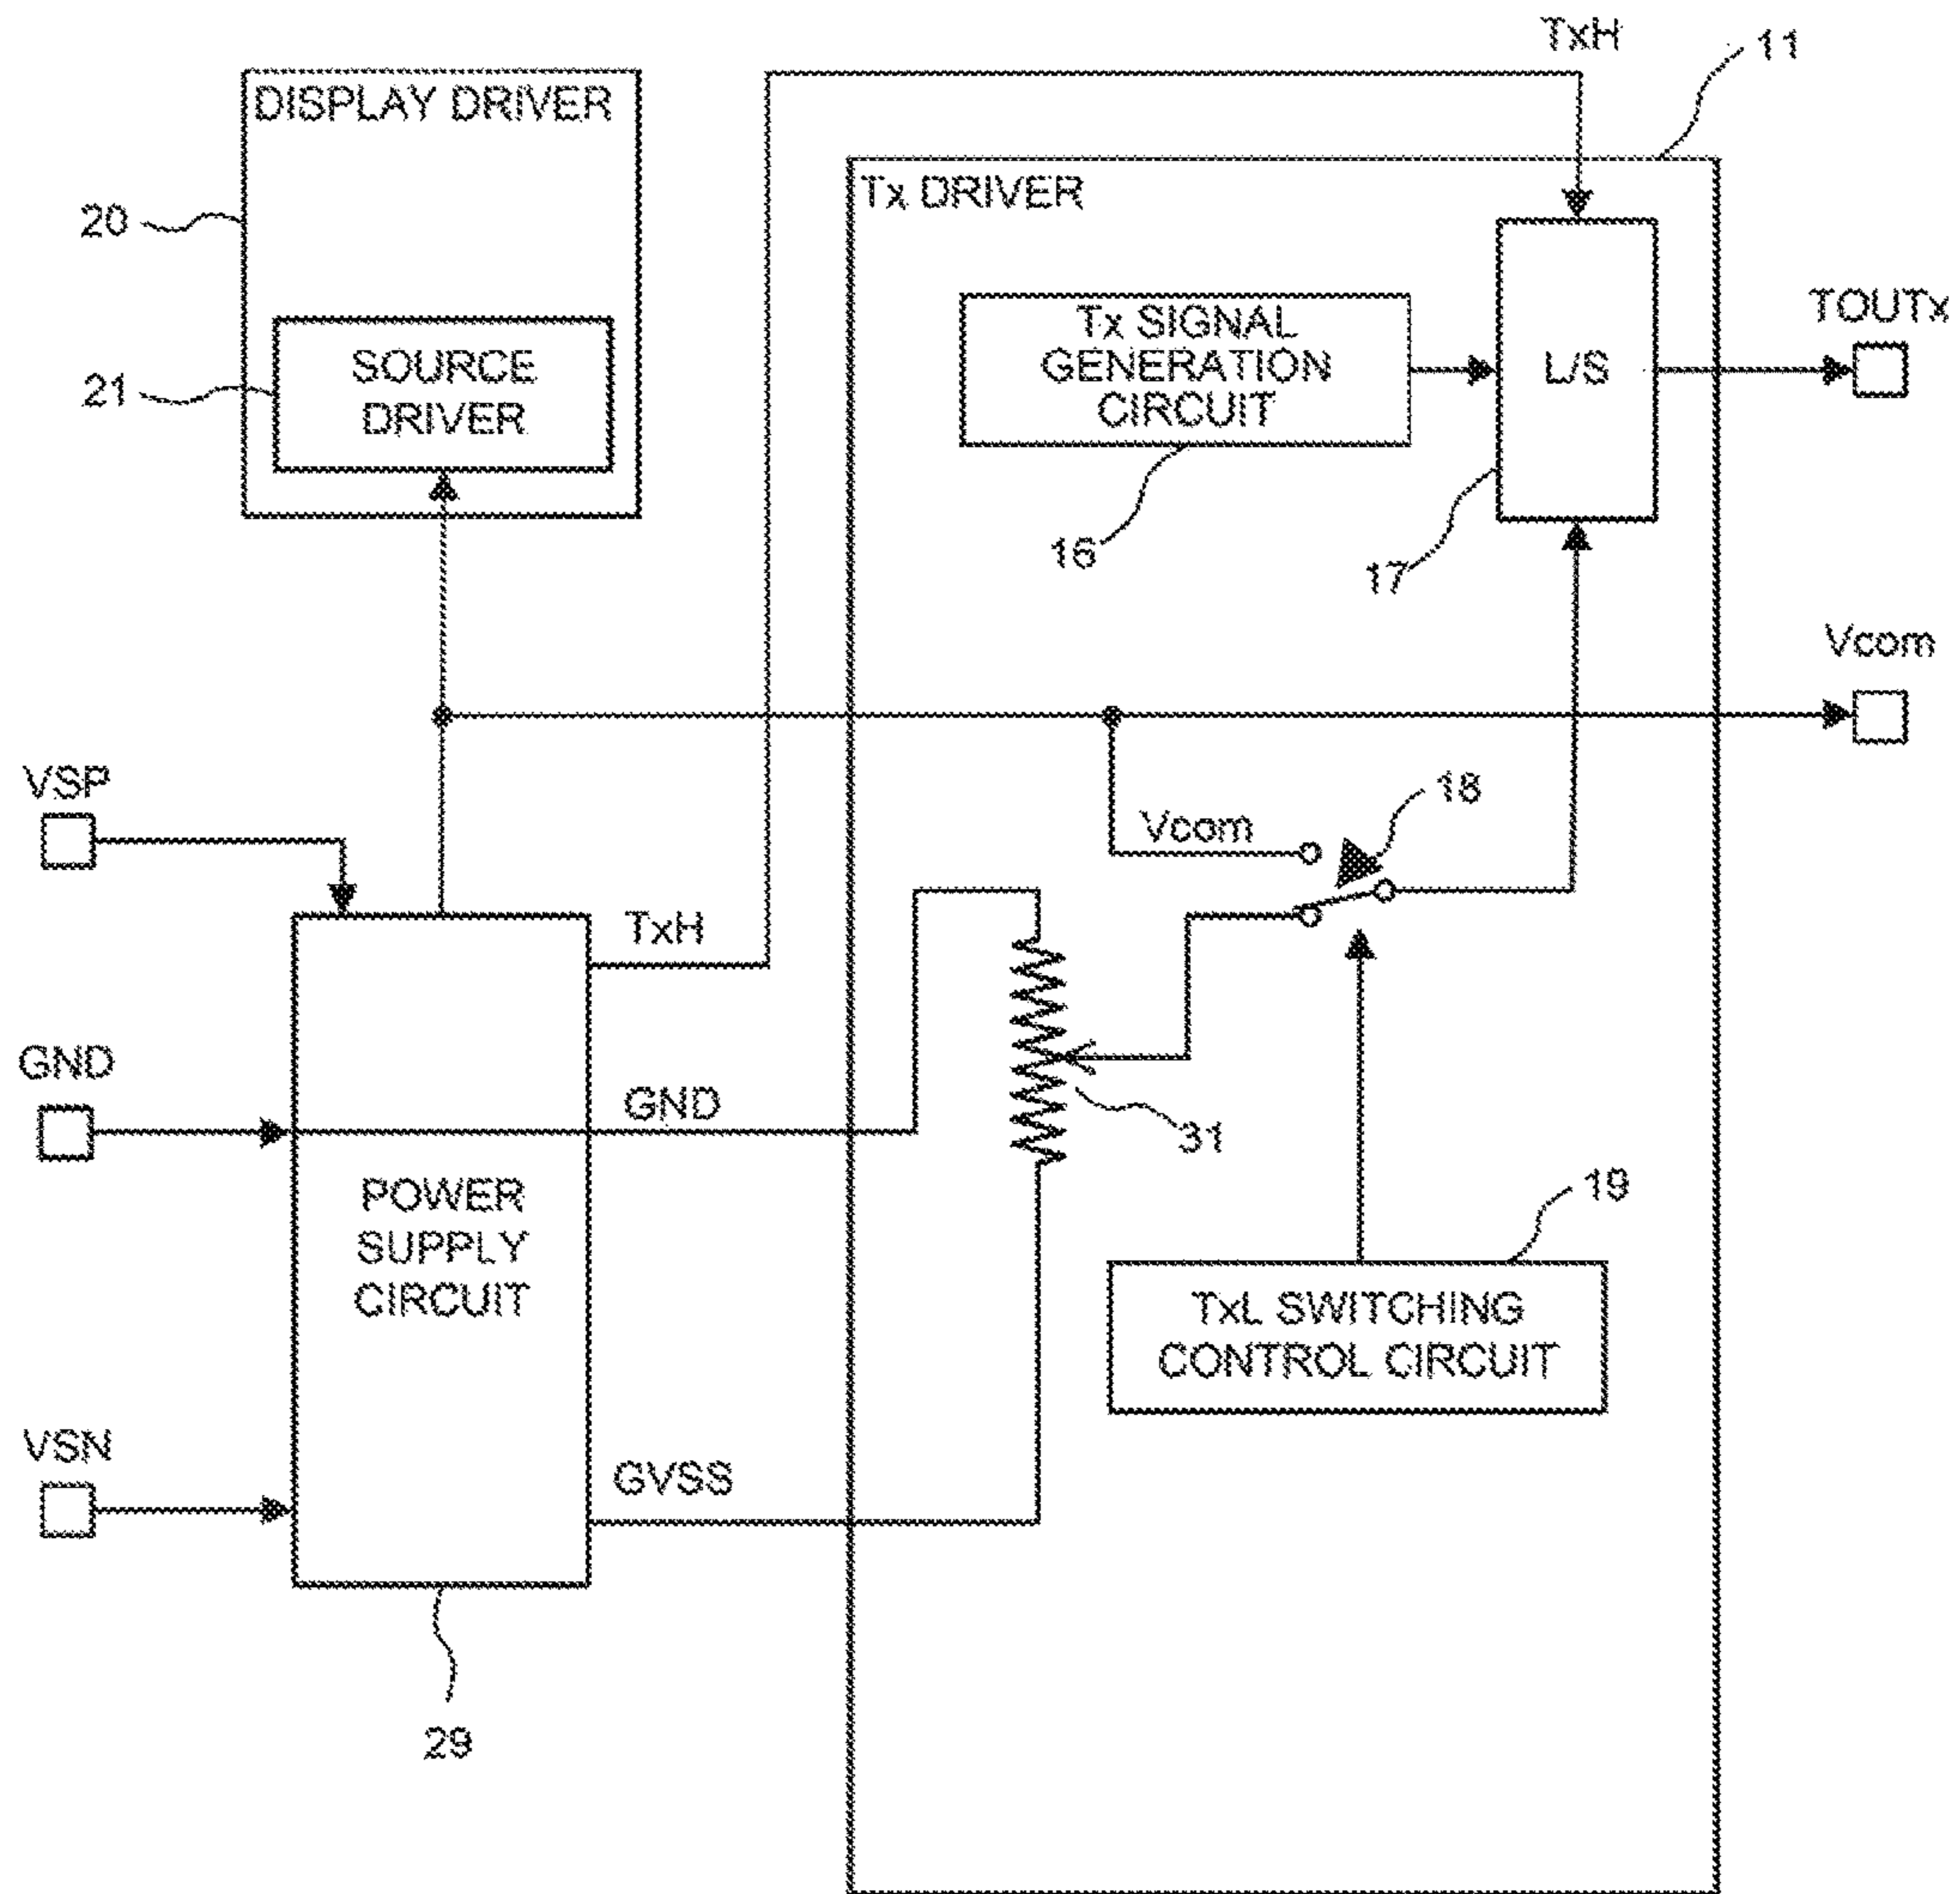 TxH
11
DISPLAY DRIVER
Tx DRIVER
20
Tx SIGNAL
GENERATION
CIRCUIT
L/S
TOUTx
SOURCE
DRIVER
21
16
17
Vcom
VSP
18
Vcom
TxH
GND
GND
31
POWER
SUPPLY
CIRCUIT
19
TxL SWITCHING
CONTROL CIRCUIT
VSN
GVSS
29